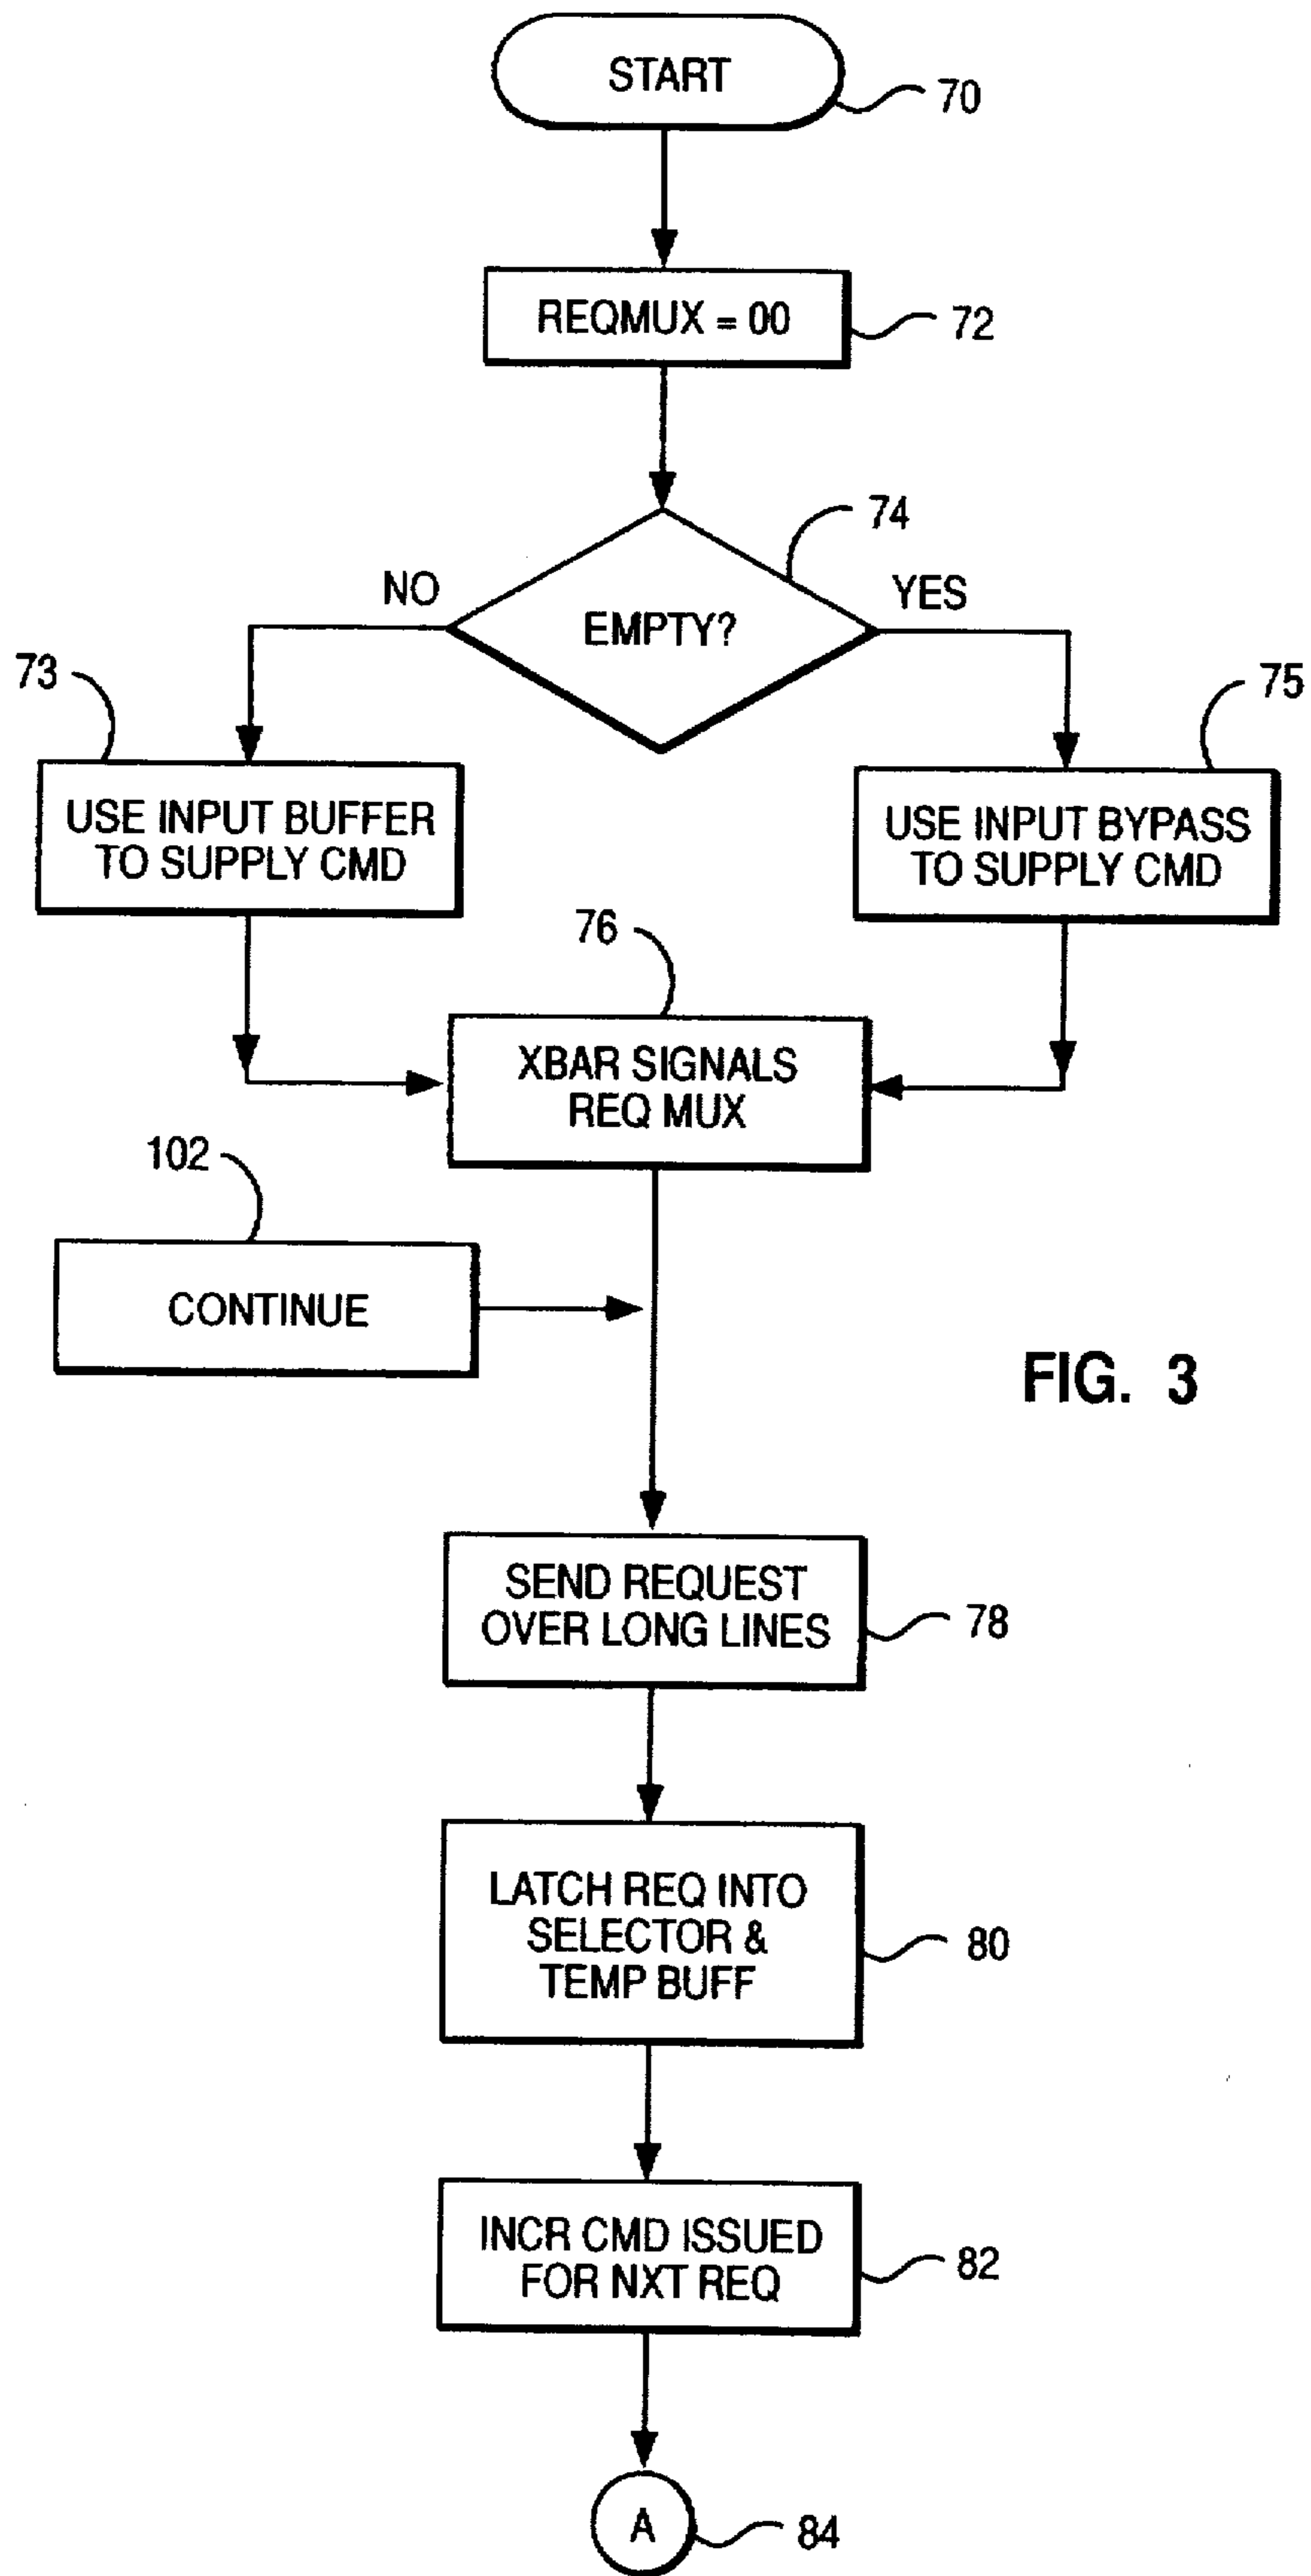 START
70
REQMUX = 00
72
74
NO
YES
EMPTY?
73
75
USE INPUT BUFFER
TO SUPPLY CMD
USE INPUT BYPASS
TO SUPPLY CMD
76
XBAR SIGNALS
REQ MUX
102
CONTINUE
FIG. 3
SEND REQUEST
OVER LONG LINES
78
LATCH REQ INTO
SELECTOR &
TEMP BUFF
80
INCR CMD ISSUED
FOR NXT REQ
82
A
84